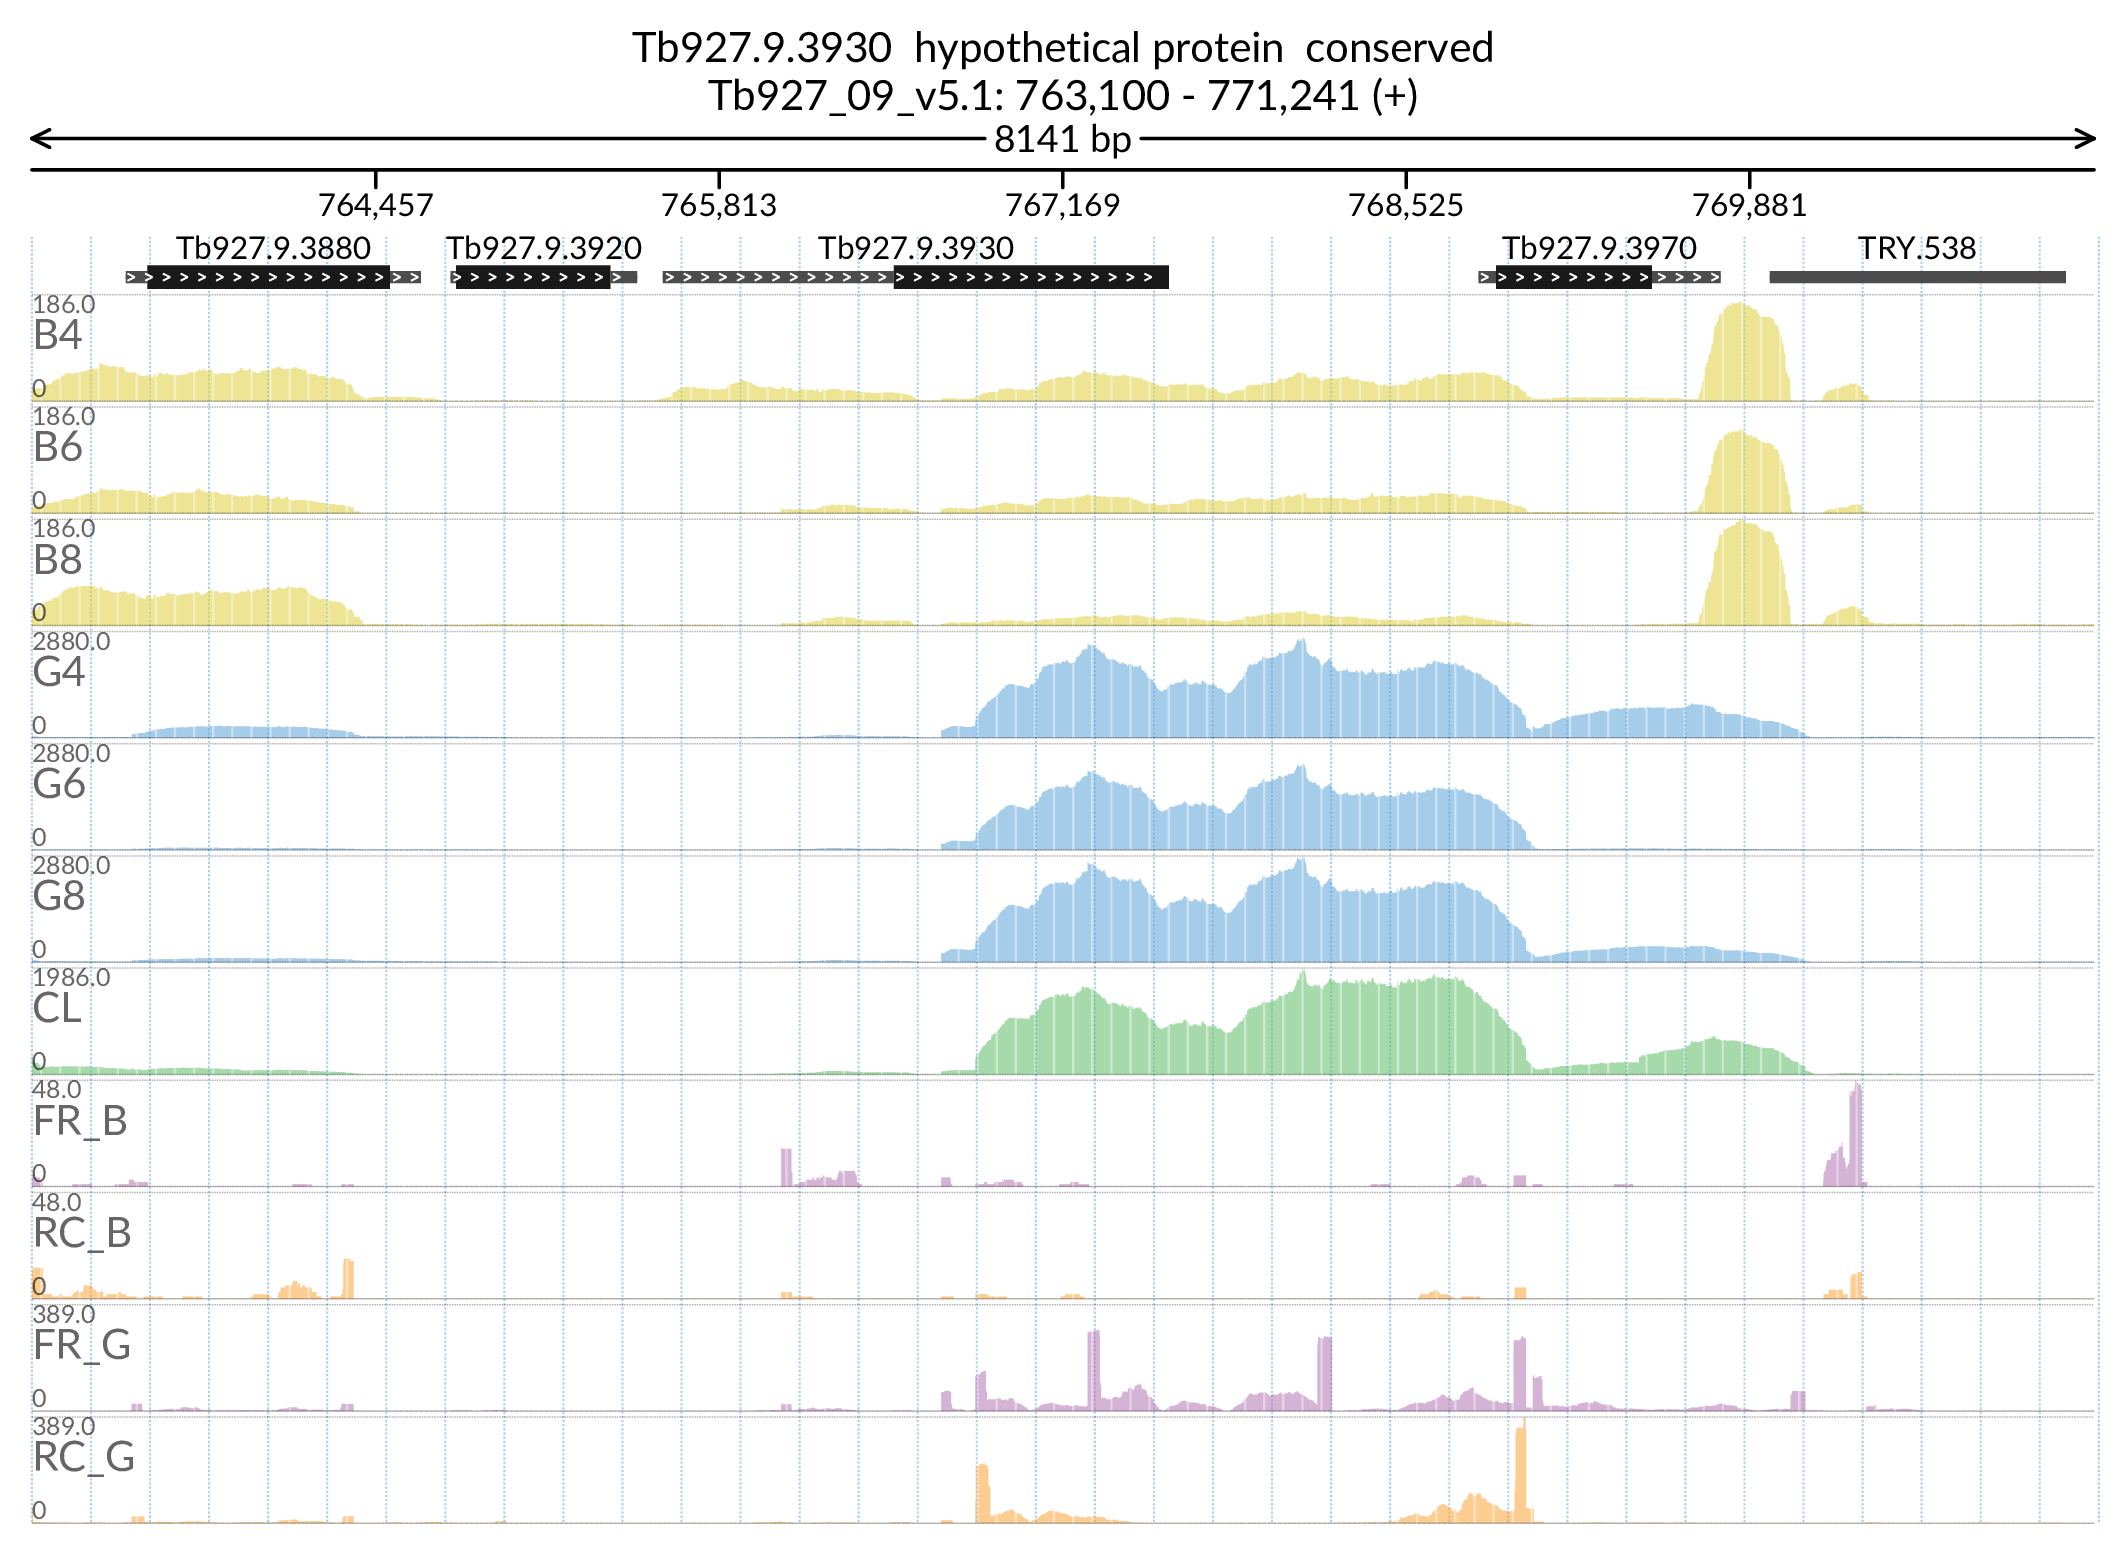 Tb927.9.3930 hypothetical protein conserved
Tb927_09_v5.1: 763,100 - 771,241 (+)
8141 bp
764,457 765,813 767,169 768,525 769,881
Tb927.9.3880 Tb927.9.3920 Tb927.9.3930 Tb927.9.3970 TRY.538
186.0
B4
0
186.0
B6
0
186.0
B8
0
2880.0
G4
0
2880.0
G6
0
2880.0
G8
0
1986.0
CL
0
48.0
FR_B
0
48.0
RC_B
0
389.0
FR_G
0
389.0
RC_G
0